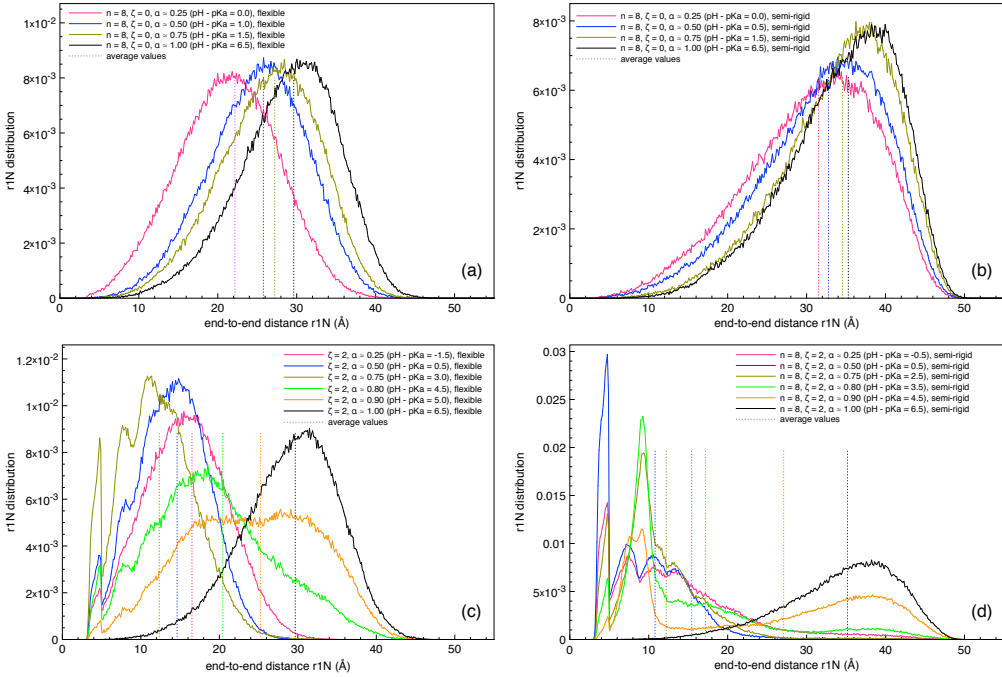 n = 8, ζ = 0, α ≃ 0.25 (pH - pKa = 0.0), flexible
n = 8, ζ = 0, α ≃ 0.50 (pH - pKa = 1.0), flexible
n = 8, ζ = 0, α ≃ 0.75 (pH - pKa = 1.5), flexible
n = 8, ζ = 0, α ≃ 1.00 (pH - pKa = 6.5), flexible
average values
1×10⁻²
8×10⁻³
6×10⁻³
4×10⁻³
2×10⁻³
0
r1N distribution
(a)
0 10 20 30 40 50
end-to-end distance r1N (Å)
n = 8, ζ = 0, α ≃ 0.25 (pH - pKa = 0.0), semi-rigid
n = 8, ζ = 0, α ≃ 0.50 (pH - pKa = 0.5), semi-rigid
n = 8, ζ = 0, α ≃ 0.75 (pH - pKa = 1.5), semi-rigid
n = 8, ζ = 0, α ≃ 1.00 (pH - pKa = 6.5), semi-rigid
average values
8×10⁻³
6×10⁻³
4×10⁻³
2×10⁻³
0
r1N distribution
(b)
0 10 20 30 40 50
end-to-end distance r1N (Å)
ζ = 2, α ≃ 0.25 (pH - pKa = -1.5), flexible
ζ = 2, α ≃ 0.50 (pH - pKa = 0.5), flexible
ζ = 2, α ≃ 0.75 (pH - pKa = 3.0), flexible
ζ = 2, α ≃ 0.80 (pH - pKa = 4.5), flexible
ζ = 2, α ≃ 0.90 (pH - pKa = 5.0), flexible
ζ = 2, α ≃ 1.00 (pH - pKa = 6.5), flexible
average values
1.2×10⁻²
1×10⁻²
8×10⁻³
6×10⁻³
4×10⁻³
2×10⁻³
0
r1N distribution
(c)
0 10 20 30 40 50
end-to-end distance r1N (Å)
n = 8, ζ = 2, α ≃ 0.25 (pH - pKa = -0.5), semi-rigid
n = 8, ζ = 2, α ≃ 0.50 (pH - pKa = 0.5), semi-rigid
n = 8, ζ = 2, α ≃ 0.75 (pH - pKa = 2.5), semi-rigid
n = 8, ζ = 2, α ≃ 0.80 (pH - pKa = 3.5), semi-rigid
n = 8, ζ = 2, α ≃ 0.90 (pH - pKa = 4.5), semi-rigid
n = 8, ζ = 2, α ≃ 1.00 (pH - pKa = 6.5), semi-rigid
average values
0.03
0.025
0.02
0.015
0.01
5×10⁻³
0
r1N distribution
(d)
0 10 20 30 40 50
end-to-end distance r1N (Å)